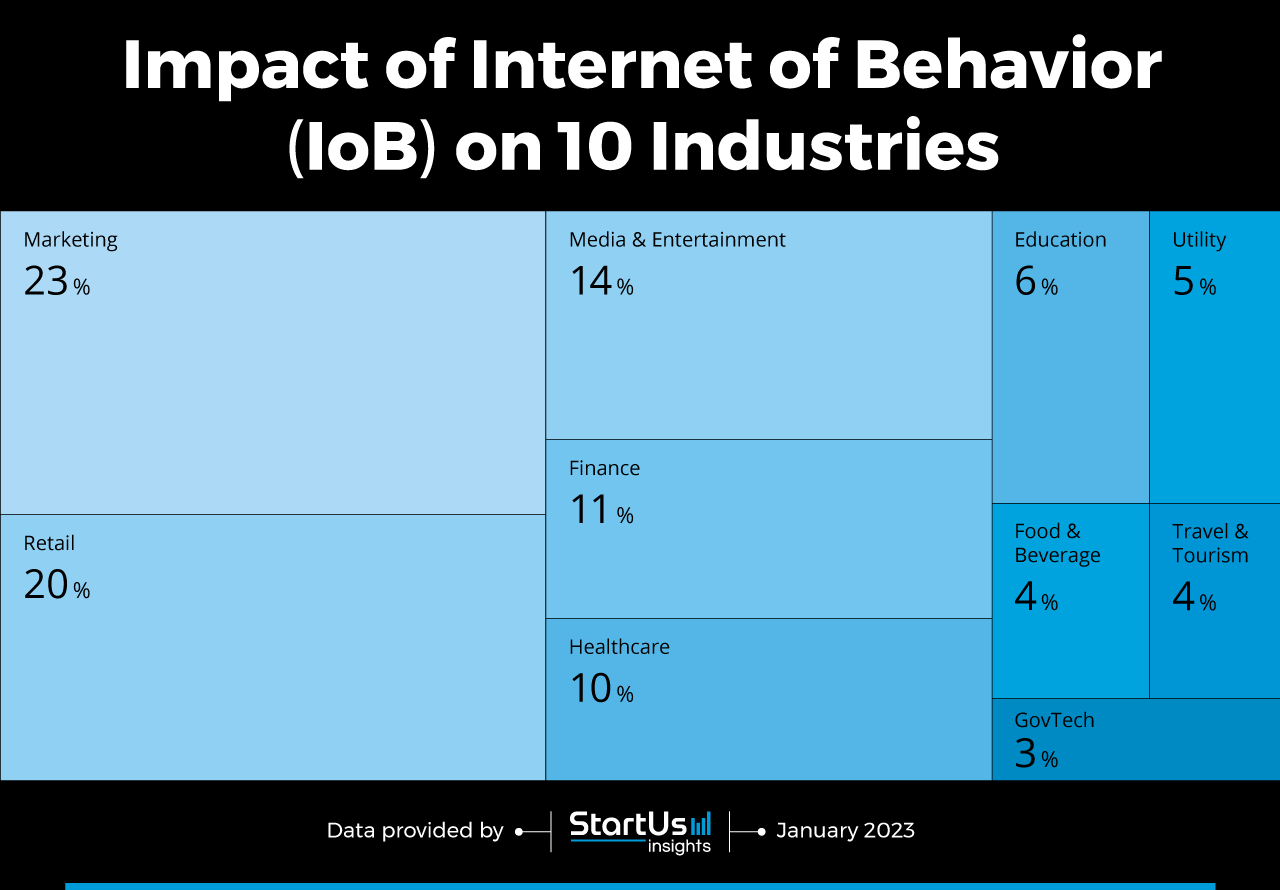 Impact of Internet of Behavior
(IoB) on 10 Industries
Marketing
23 %
Retail
20 %
Media & Entertainment
14 %
Finance
11 %
Healthcare
10 %
Education
6 %
Utility
5 %
Food &
Beverage
4 %
Travel &
Tourism
4 %
GovTech
3 %
Data provided by
StartUs
insights
January 2023